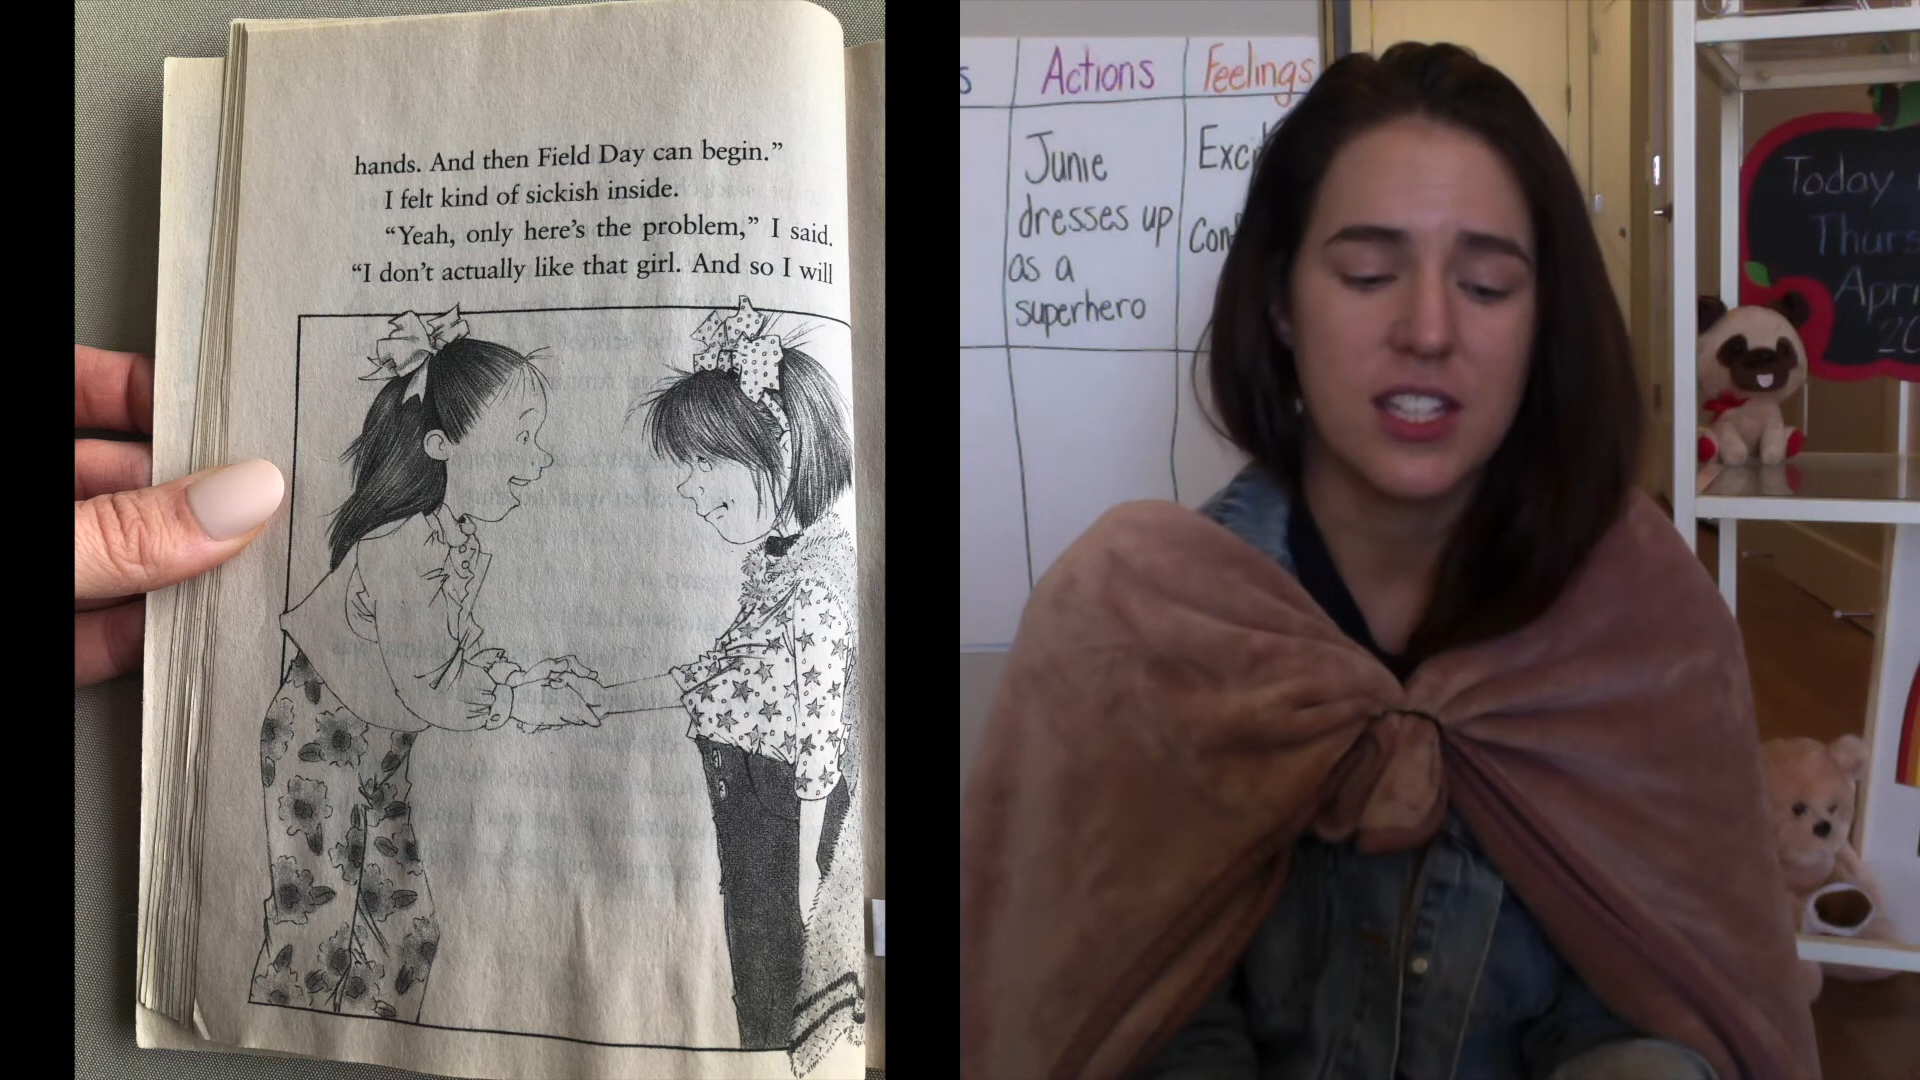 hands. And then Field Day can begin.”
I felt kind of sickish inside.
“Yeah, only here’s the problem,” I said.
“I don’t actually like that girl. And so I will
Actions
Feelings
Junie
dresses up
as a
superhero
Today